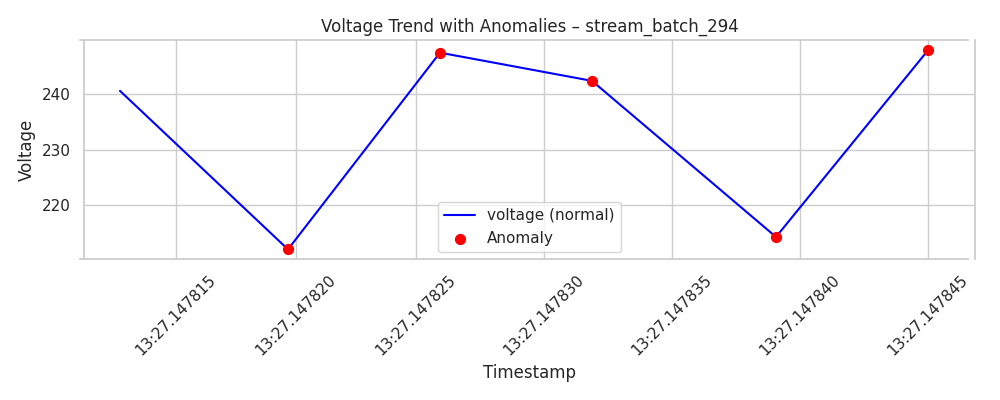 Voltage Trend with Anomalies – stream_batch_294
Voltage
240
230
220
voltage (normal)
Anomaly
13:27.147815
13:27.147820
13:27.147825
13:27.147830
13:27.147835
13:27.147840
13:27.147845
Timestamp